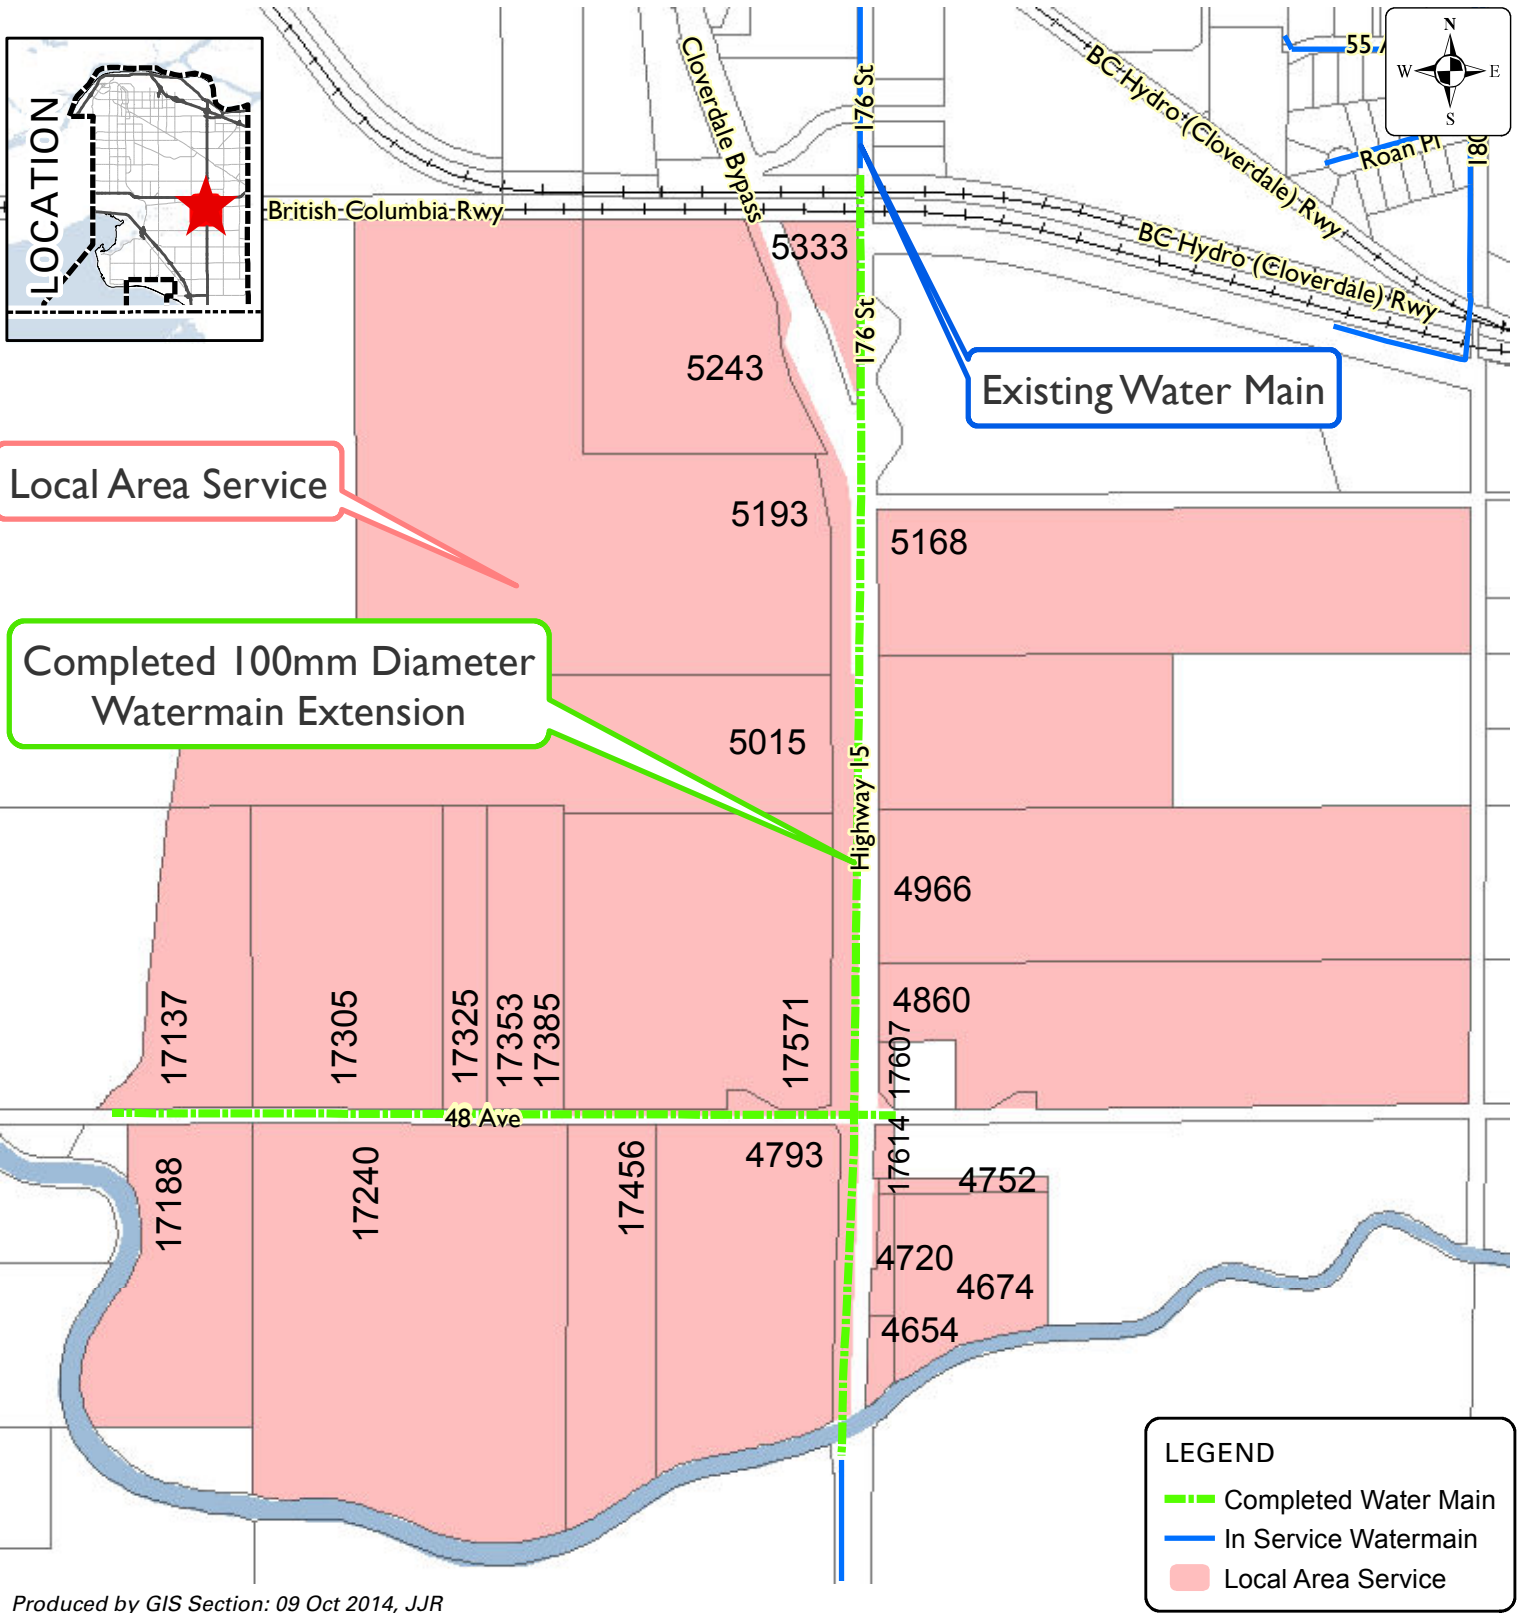 LOCATION
N
W
E
S
55
Roan Pl
180
176 St
Cloverdale Bypass
BC Hydro (Cloverdale) Rwy
British Columbia Rwy
BC Hydro (Cloverdale) Rwy
5333
176 St
5243
Existing Water Main
Local Area Service
5193
5168
Completed 100mm Diameter
Watermain Extension
5015
Highway 15
4966
4860
17137
17305
17325
17353
17385
17571
17607
48 Ave
17188
17240
17456
4793
17614
4752
4720
4674
4654
LEGEND
Completed Water Main
In Service Watermain
Local Area Service
Produced by GIS Section: 09 Oct 2014, JJR